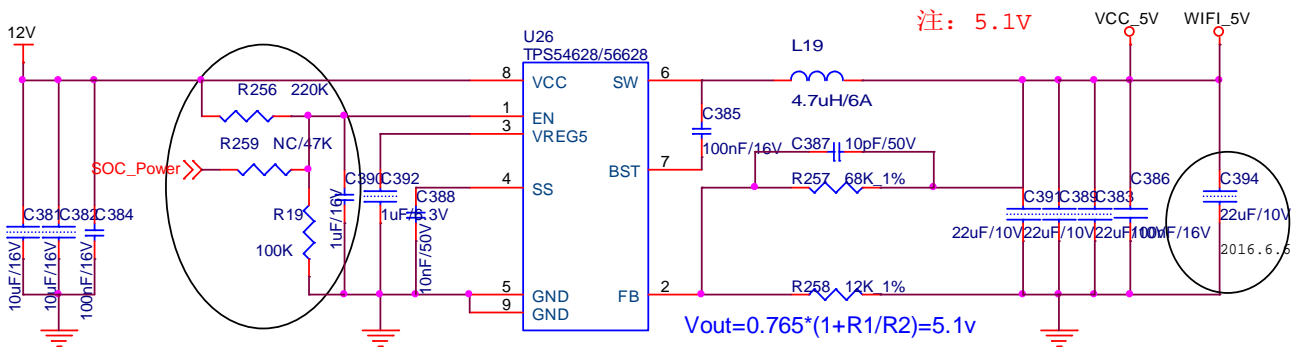 注: 5.1V
VCC_5V
WIFI_5V
12V
U26
TPS54628/56628
L19
4.7uH/6A
8
VCC
SW
6
R256
220K
1
EN
3
VREG5
R259
NC/47K
SOC_Power
C385
100nF/16V
7
BST
C387
10pF/50V
R257
68K_1%
4
SS
C390
1uF/16V
C392
1uF/6.3V
C388
10nF/50V
R19
100K
C381
10uF/16V
C382
10uF/16V
C384
100nF/16V
C391
22uF/10V
C389
22uF/10V
C383
22uF/10V
C386
100nF/16V
C394
22uF/10V
2016.6.6
5
GND
9
GND
FB
2
R258
12K_1%
Vout=0.765*(1+R1/R2)=5.1v